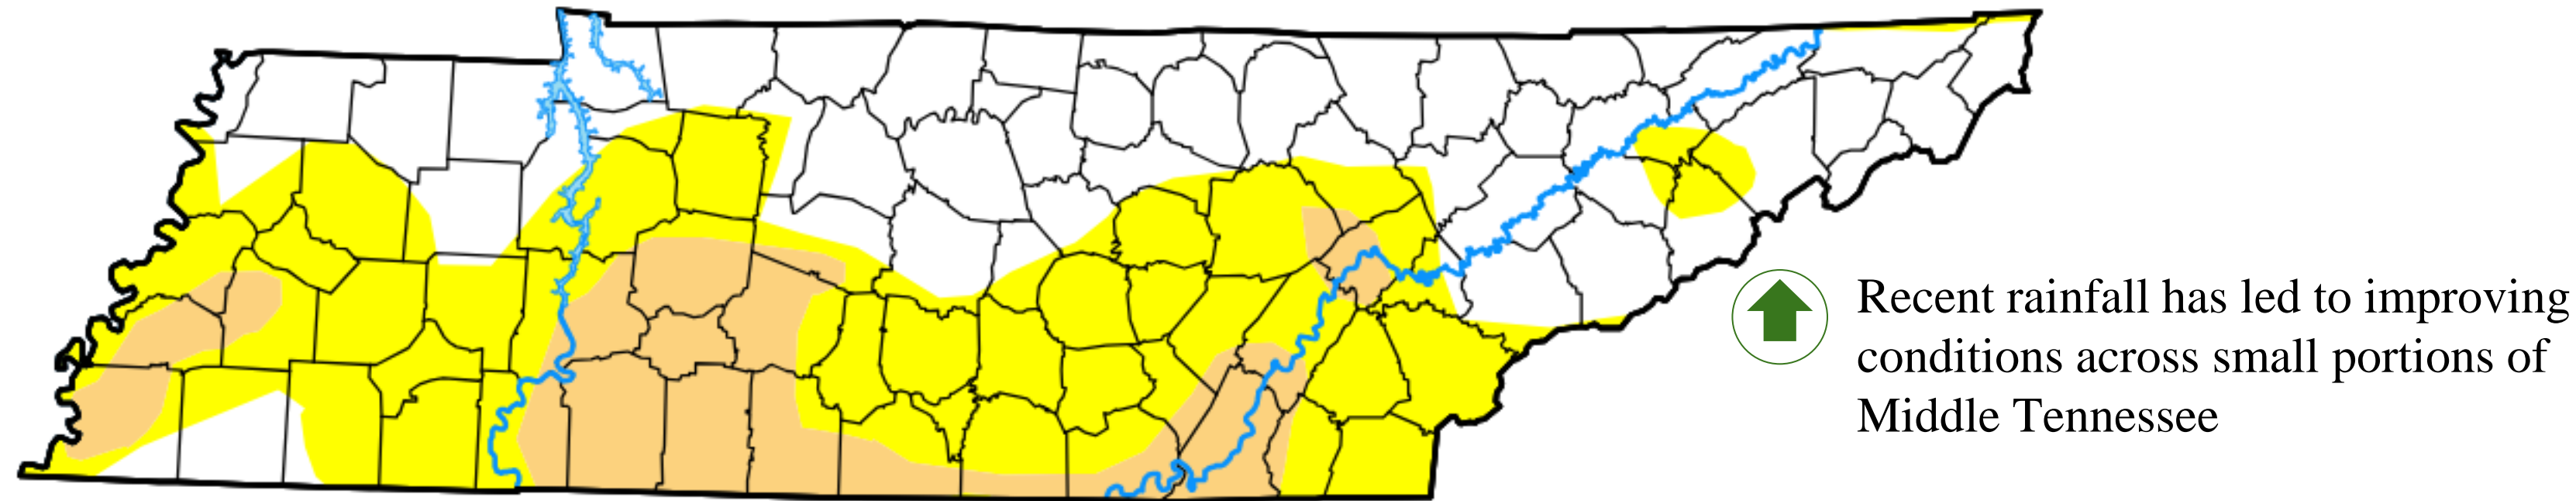 Recent rainfall has led to improving
conditions across small portions of
Middle Tennessee